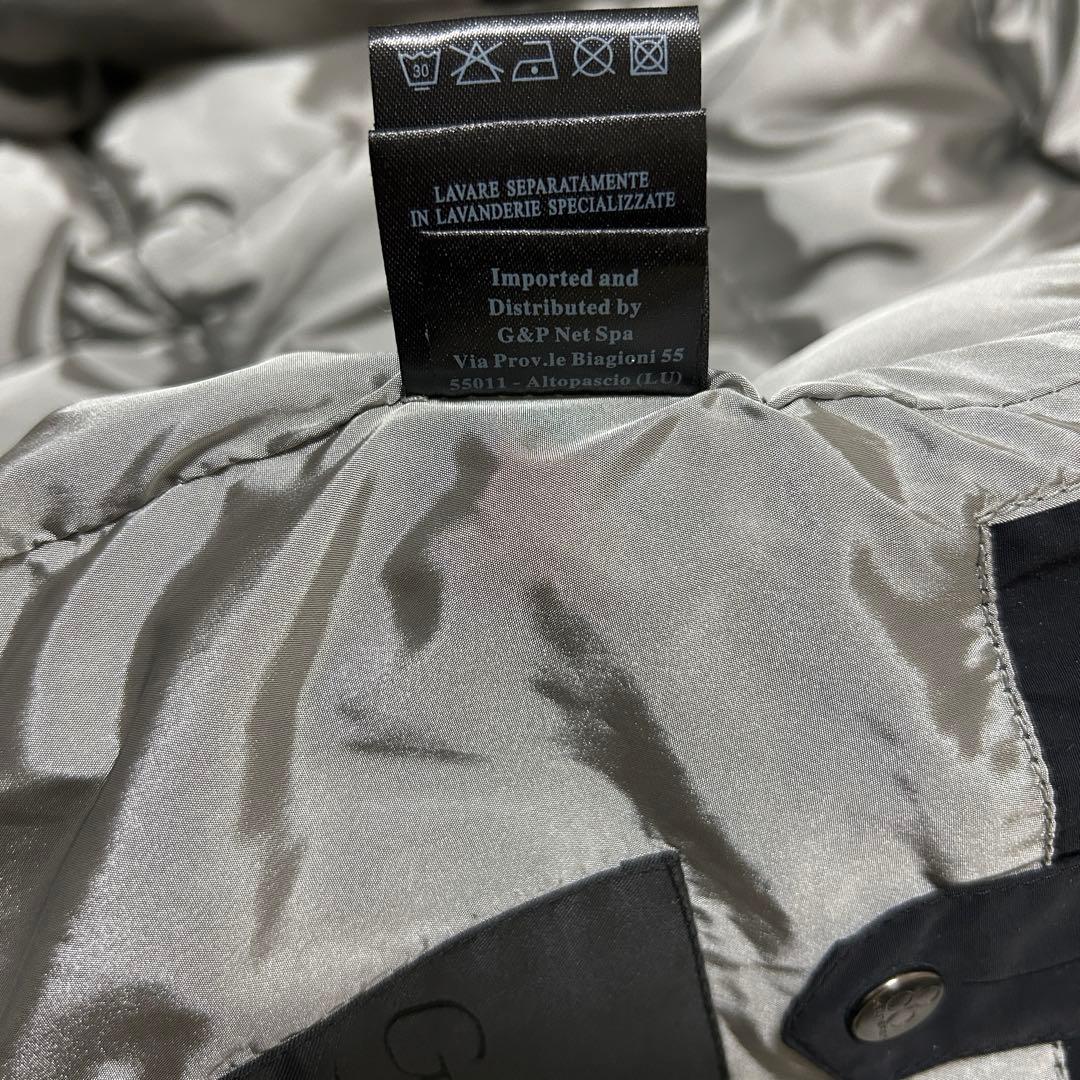 30
LAVARE SEPARATAMENTE
IN LAVANDERIE SPECIALIZZATE
Imported and
Distributed by
G&P Net Spa
Via Prov.le Biagioni 55
55011 - Altopascio (LU)
G